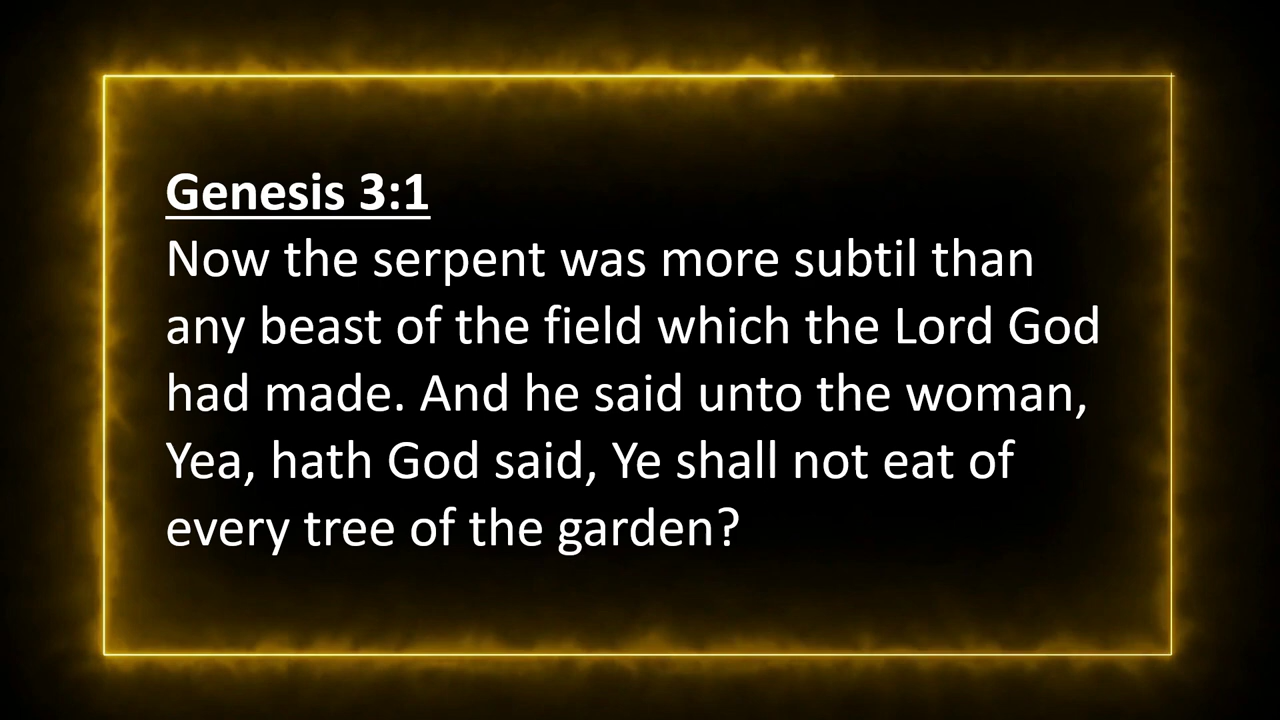 Genesis 3:1
Now the serpent was more subtil than
any beast of the field which the Lord God
had made. And he said unto the woman,
Yea, hath God said, Ye shall not eat of
every tree of the garden?